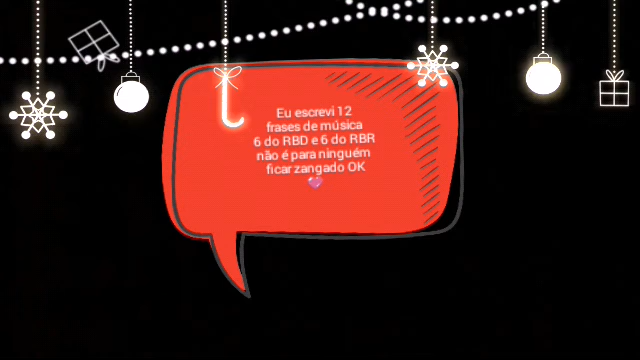 Eu escrevi 12
frases de música
6 do RBD e 6 do RBR
não é para ninguém
ficar zangado OK
💜